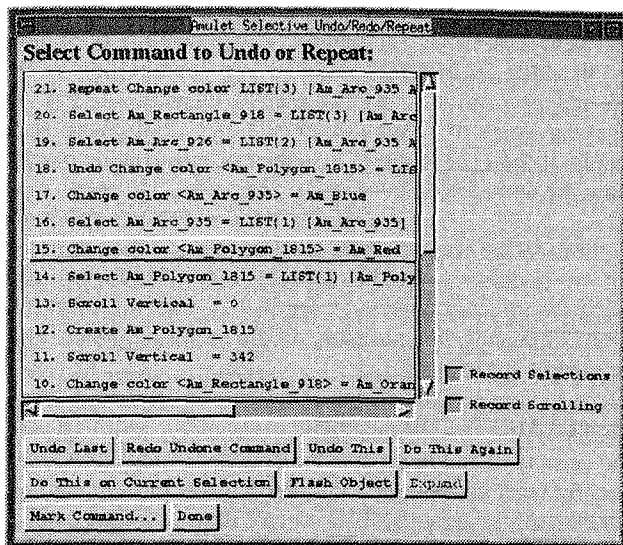 Amulet Selective Undo/Redo/Repeat
Select Command to Undo or Repeat:
21. Repeat Change color LIST(3) [Am_Arc_935 A
20. Select Am_Rectangle_918 = LIST(3) [Am_Arc
19. Select Am_Arc_926 = LIST(2) [Am_Arc_935 A
18. Undo Change color <Am_Polygon_1815> = LIS
17. Change color <Am_Arc_935> = Am_Blue
16. Select Am_Arc_935 = LIST(1) [Am_Arc_935]
15. Change color <Am_Polygon_1815> = Am_Red
14. Select Am_Polygon_1815 = LIST(1) [Am_Poly
13. Scroll Vertical = 0
12. Create Am_Polygon_1815
11. Scroll Vertical = 342
10. Change color <Am_Rectangle_918> = Am_Oran
Record Selections
Record Scrolling
Undo Last Redo Undone Command Undo This Do This Again
Do This on Current Selection Flash Object Expand
Mark Command... Done